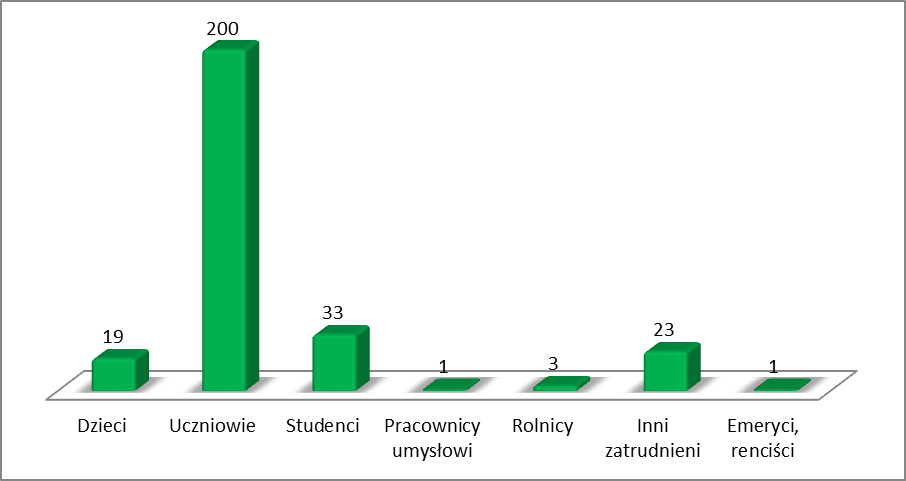 200
33
19
23
1
3
1
Dzieci
Uczniowie
Studenci
Pracownicy
umysłowi
Rolnicy
Inni
zatrudnieni
Emeryci,
renciści